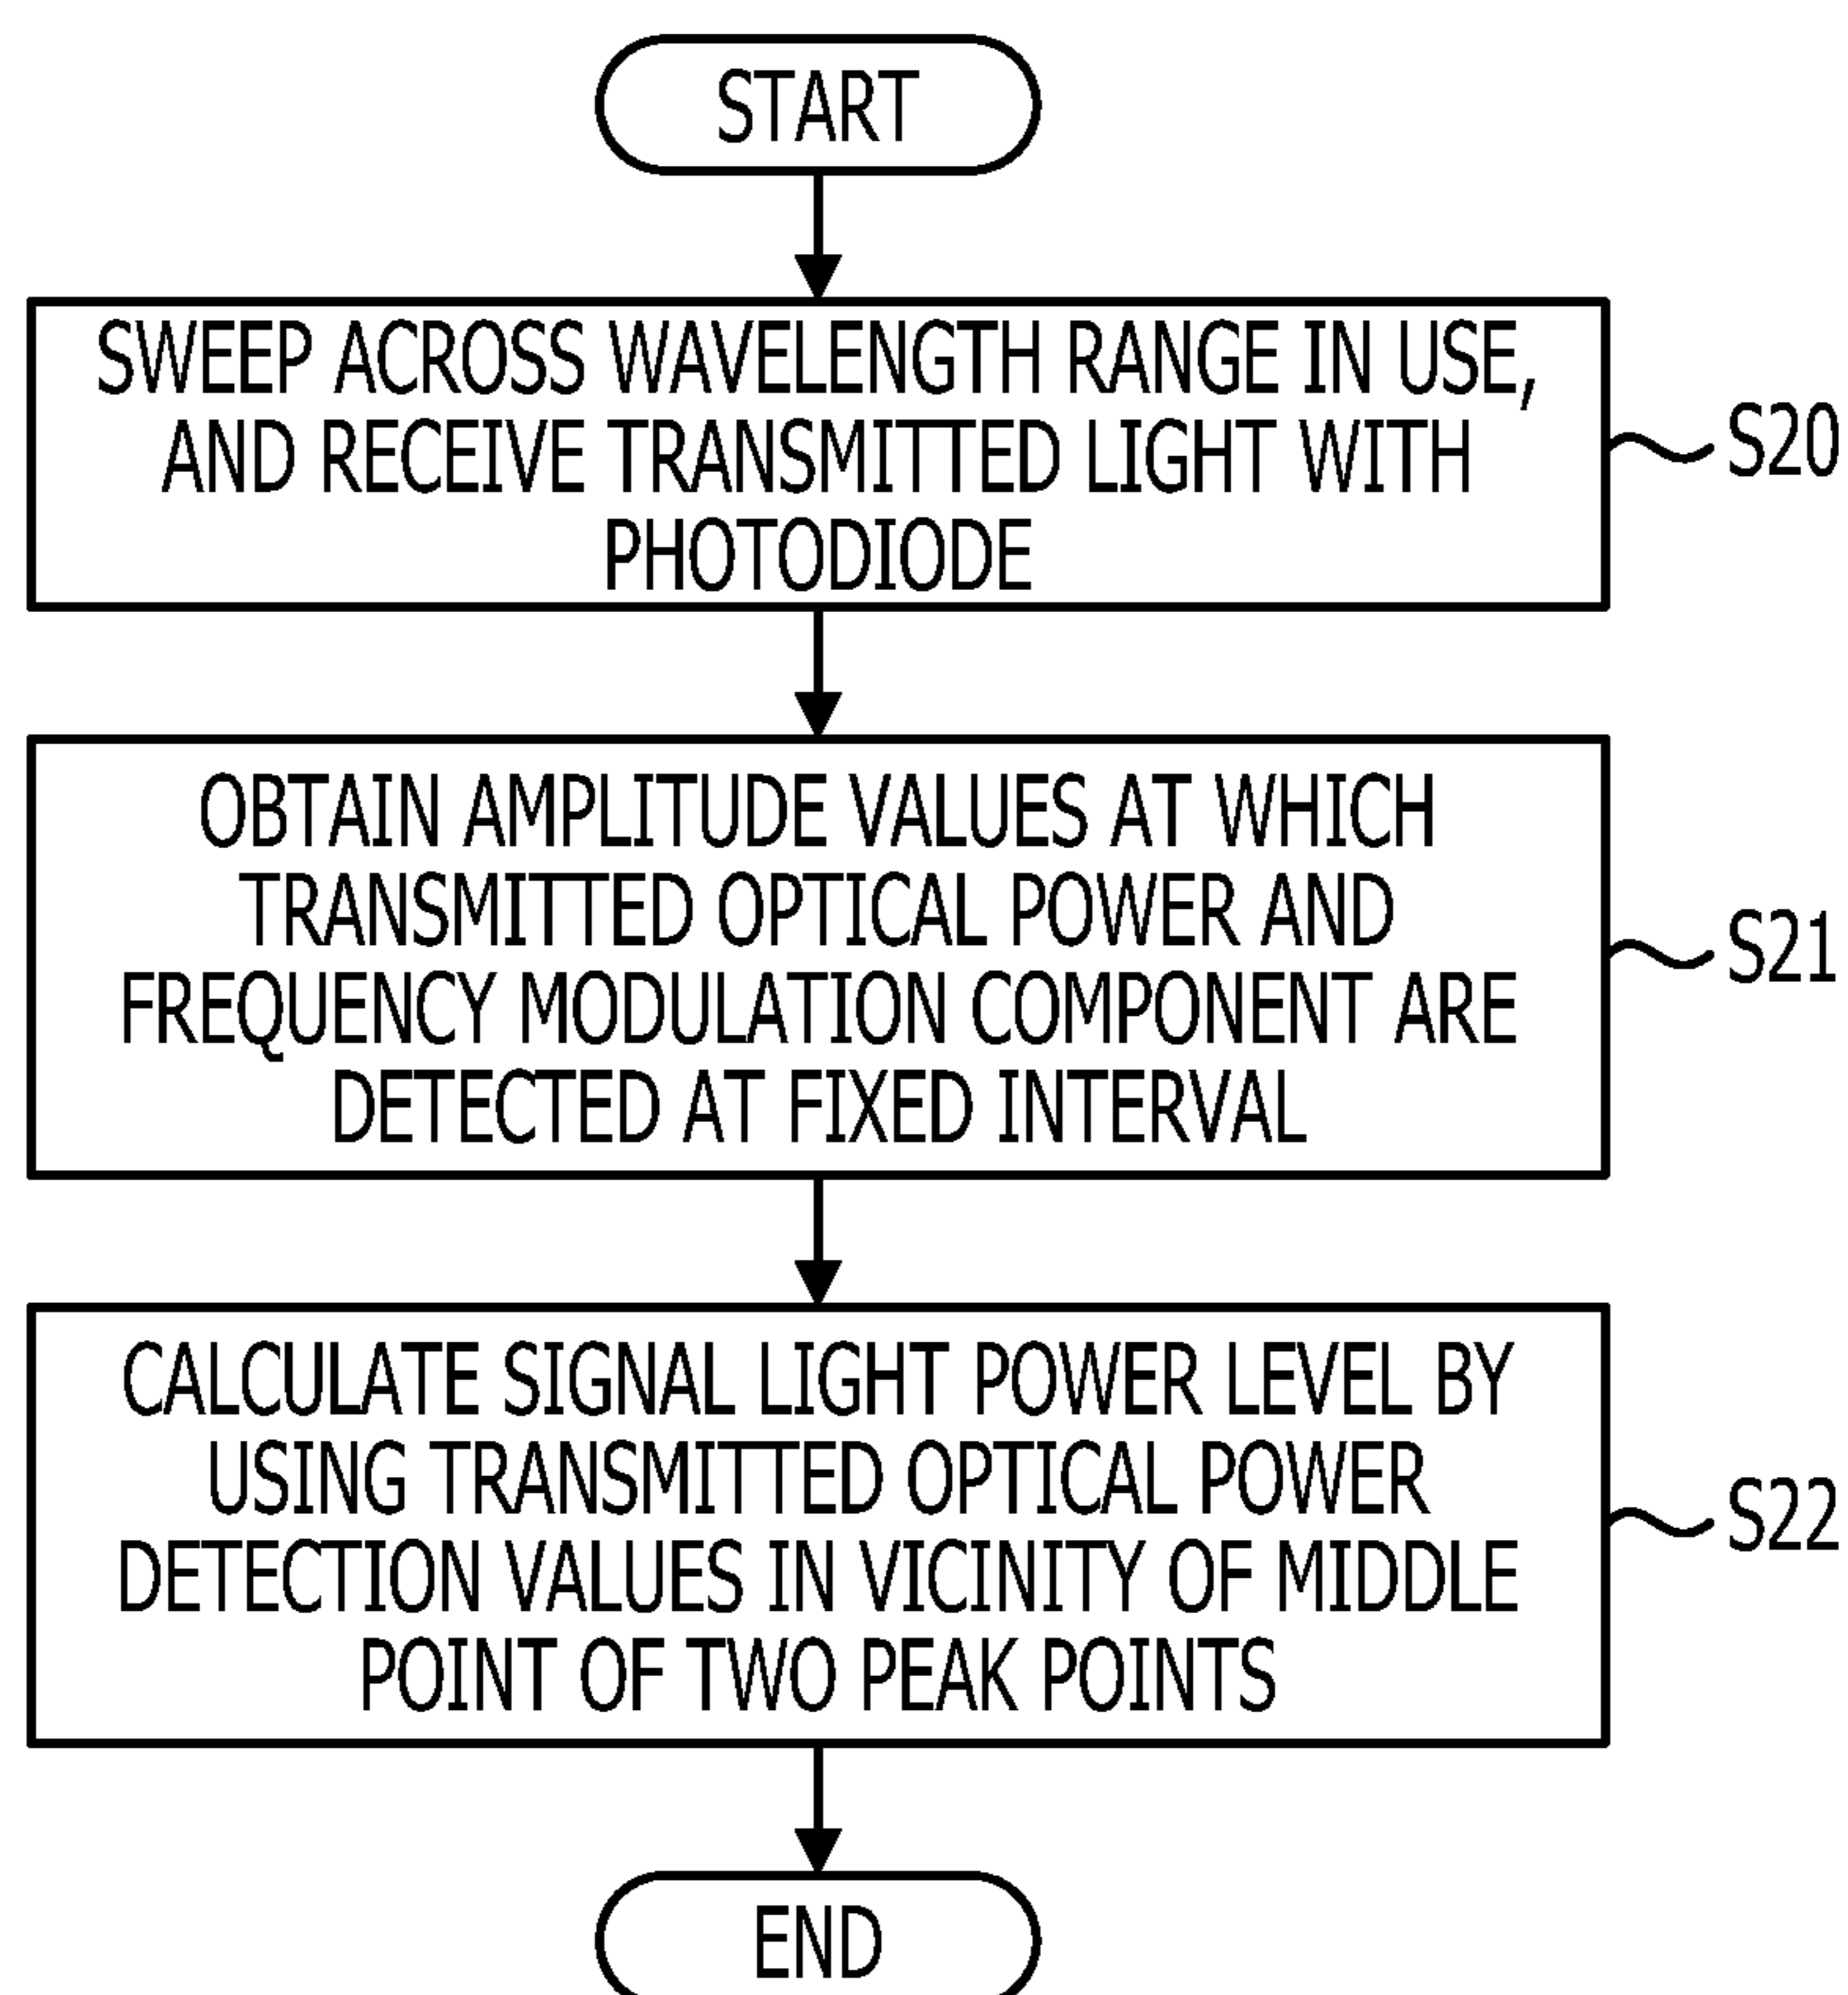 START
SWEEP ACROSS WAVELENGTH RANGE IN USE,
AND RECEIVE TRANSMITTED LIGHT WITH
PHOTODIODE
S20
OBTAIN AMPLITUDE VALUES AT WHICH
TRANSMITTED OPTICAL POWER AND
FREQUENCY MODULATION COMPONENT ARE
DETECTED AT FIXED INTERVAL
S21
CALCULATE SIGNAL LIGHT POWER LEVEL BY
USING TRANSMITTED OPTICAL POWER
DETECTION VALUES IN VICINITY OF MIDDLE
POINT OF TWO PEAK POINTS
S22
END